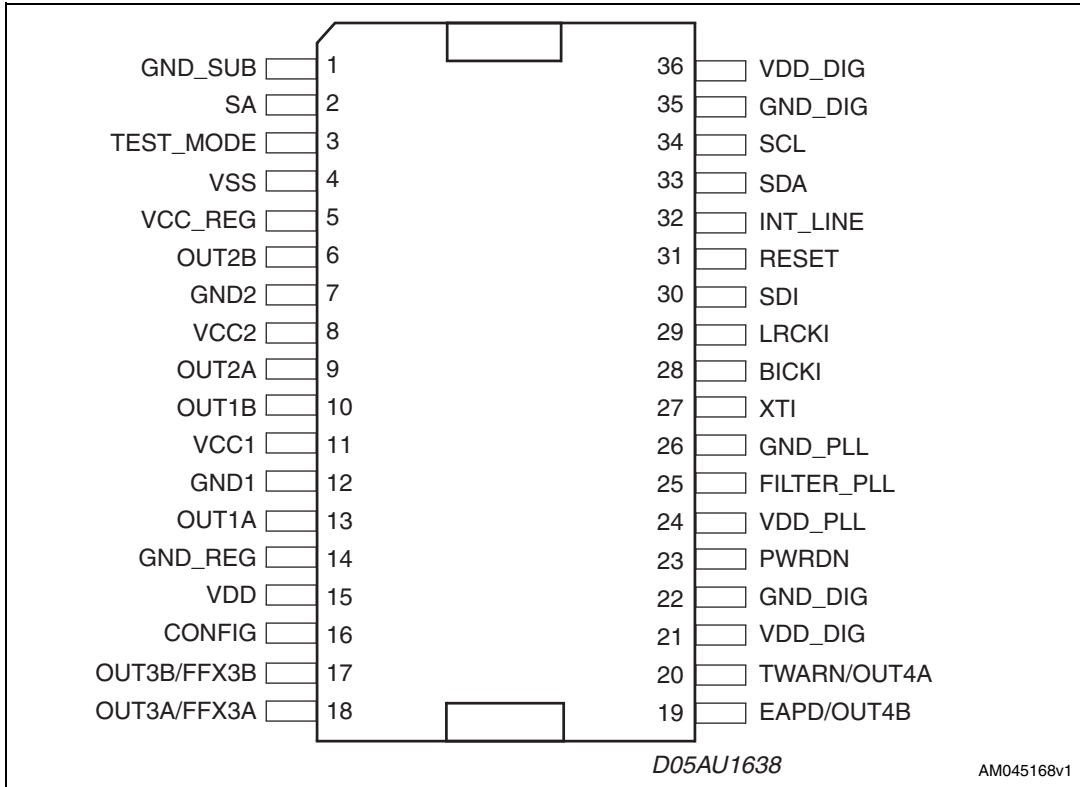 GND_SUB 1 36 VDD_DIG
SA 2 35 GND_DIG
TEST_MODE 3 34 SCL
VSS 4 33 SDA
VCC_REG 5 32 INT_LINE
OUT2B 6 31 RESET
GND2 7 30 SDI
VCC2 8 29 LRCKI
OUT2A 9 28 BICKI
OUT1B 10 27 XTI
VCC1 11 26 GND_PLL
GND1 12 25 FILTER_PLL
OUT1A 13 24 VDD_PLL
GND_REG 14 23 PWRDN
VDD 15 22 GND_DIG
CONFIG 16 21 VDD_DIG
OUT3B/FFX3B 17 20 TWARN/OUT4A
OUT3A/FFX3A 18 19 EAPD/OUT4B
D05AU1638
AM045168v1